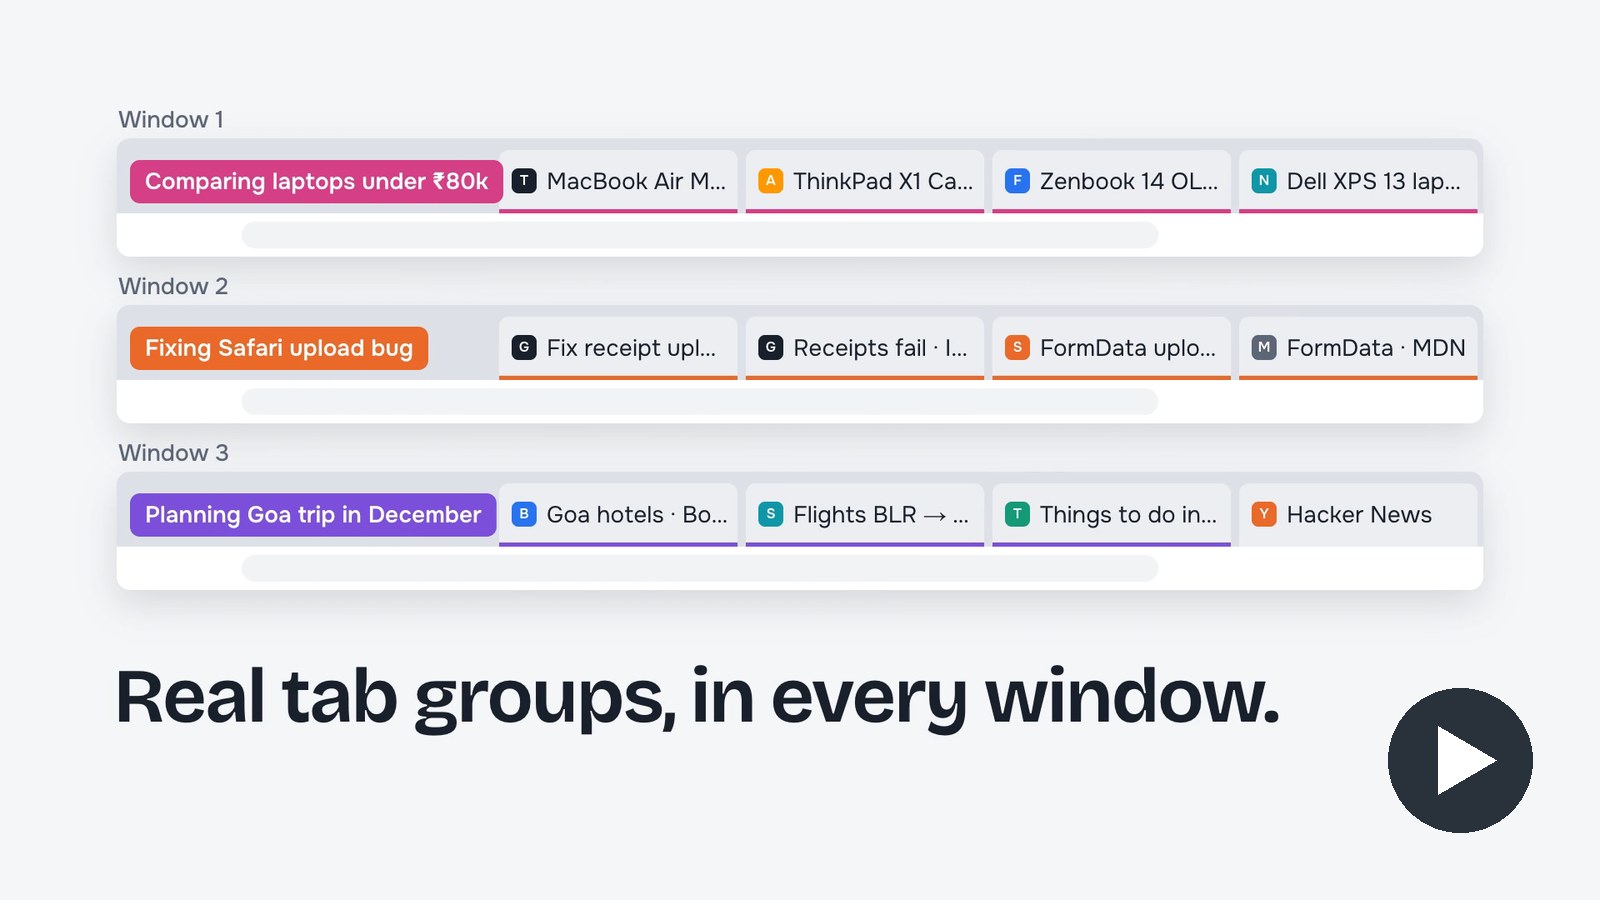 Window 1
Comparing laptops under ₹80k T MacBook Air M... A ThinkPad X1 Ca... F Zenbook 14 OL... N Dell XPS 13 lap...
Window 2
Fixing Safari upload bug G Fix receipt upl... G Receipts fail · I... S FormData uplo... M FormData · MDN
Window 3
Planning Goa trip in December B Goa hotels · Bo... S Flights BLR → ... T Things to do in... Y Hacker News
Real tab groups, in every window.